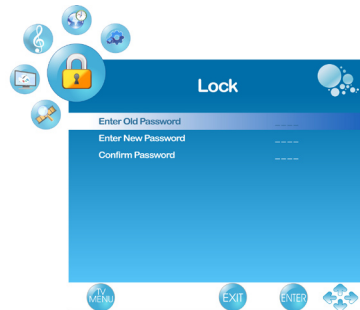 Lock
Enter Old Password _ _ _ _
Enter New Password _ _ _ _
Confirm Password _ _ _ _
TV MENU
EXIT
ENTER